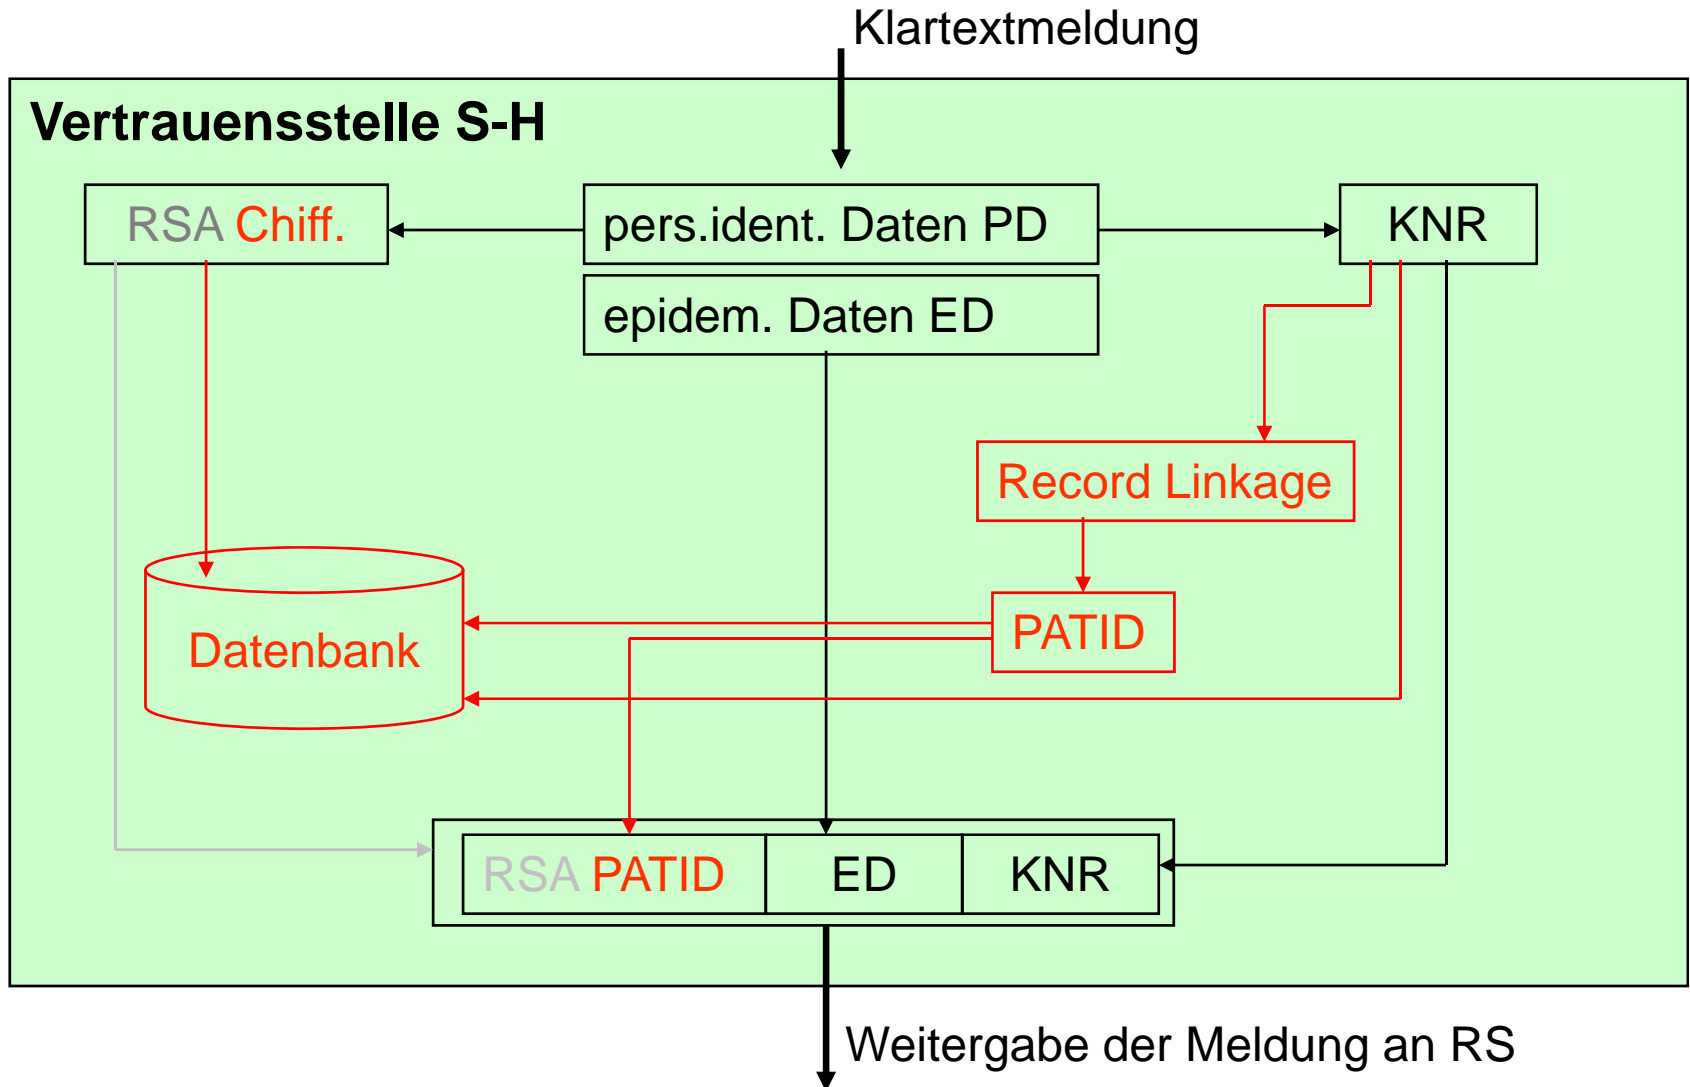 Klartextmeldung
Vertrauensstelle S-H
RSA Chiff.
pers.ident. Daten PD
KNR
epidem. Daten ED
Record Linkage
PATID
Datenbank
RSA PATID
ED
KNR
Weitergabe der Meldung an RS